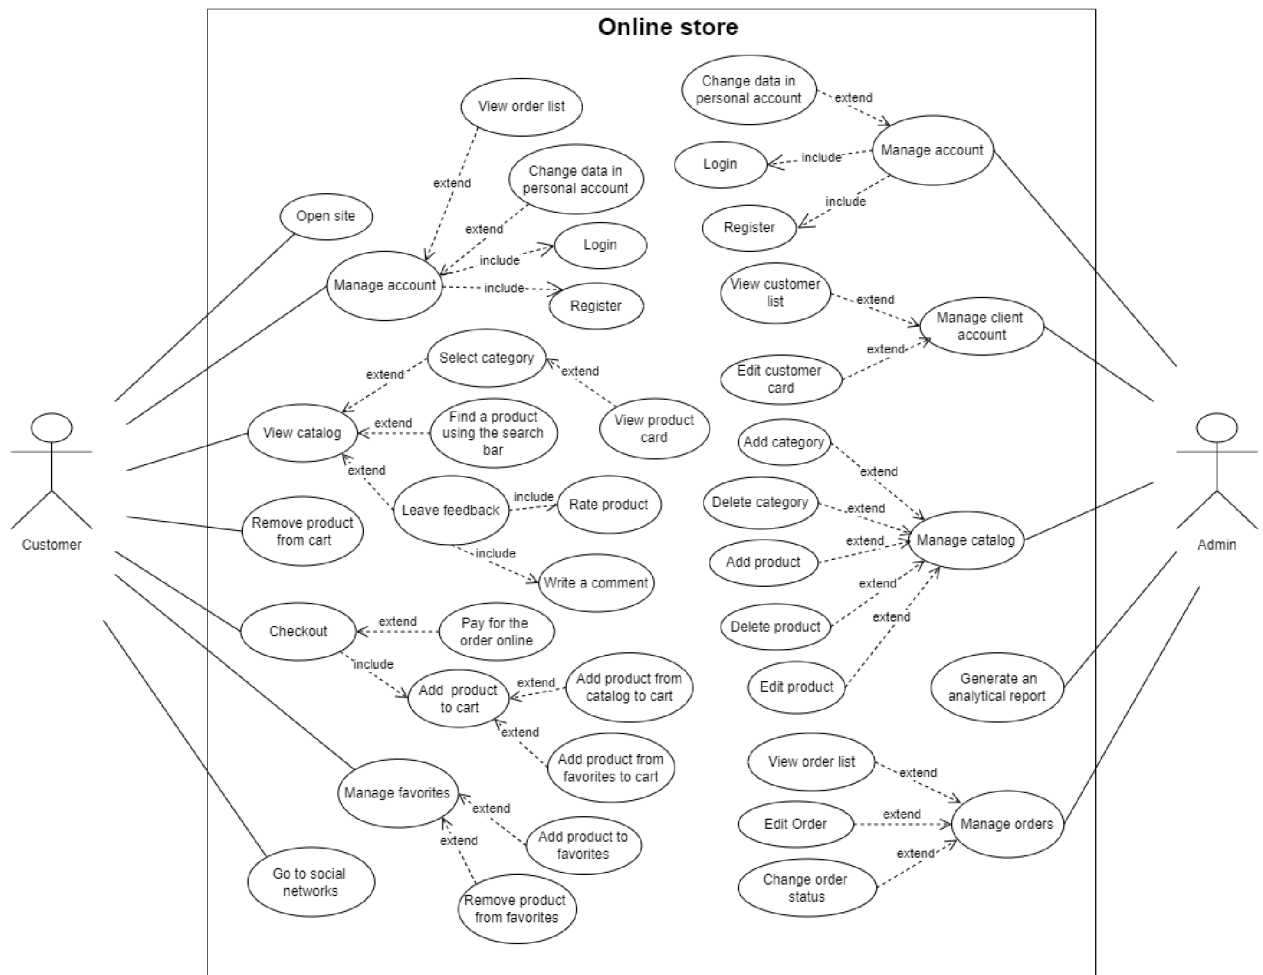 Online store
View order list
extend
Change data in
personal account
extend
Open site
Login
include
Manage account
include
Register
Select category
extend
extend
View catalog
extend
Find a product
using the search
bar
View product
card
extend
Leave feedback
include
Rate product
include
Write a comment
Remove product
from cart
Customer
Checkout
extend
Pay for the
order online
include
Add product
to cart
extend
Add product from
catalog to cart
extend
Add product from
favorites to cart
Manage favorites
extend
Add product to
favorites
extend
Remove product
from favorites
Go to social
networks
Change data in
personal account
extend
Manage account
Login
include
include
Register
View customer
list
extend
Manage client
account
extend
Edit customer
card
Add category
extend
Delete category
extend
Manage catalog
Add product
extend
extend
Delete product
extend
Edit product
Admin
Generate an
analytical report
View order list
extend
Edit Order
extend
Manage orders
extend
Change order
status